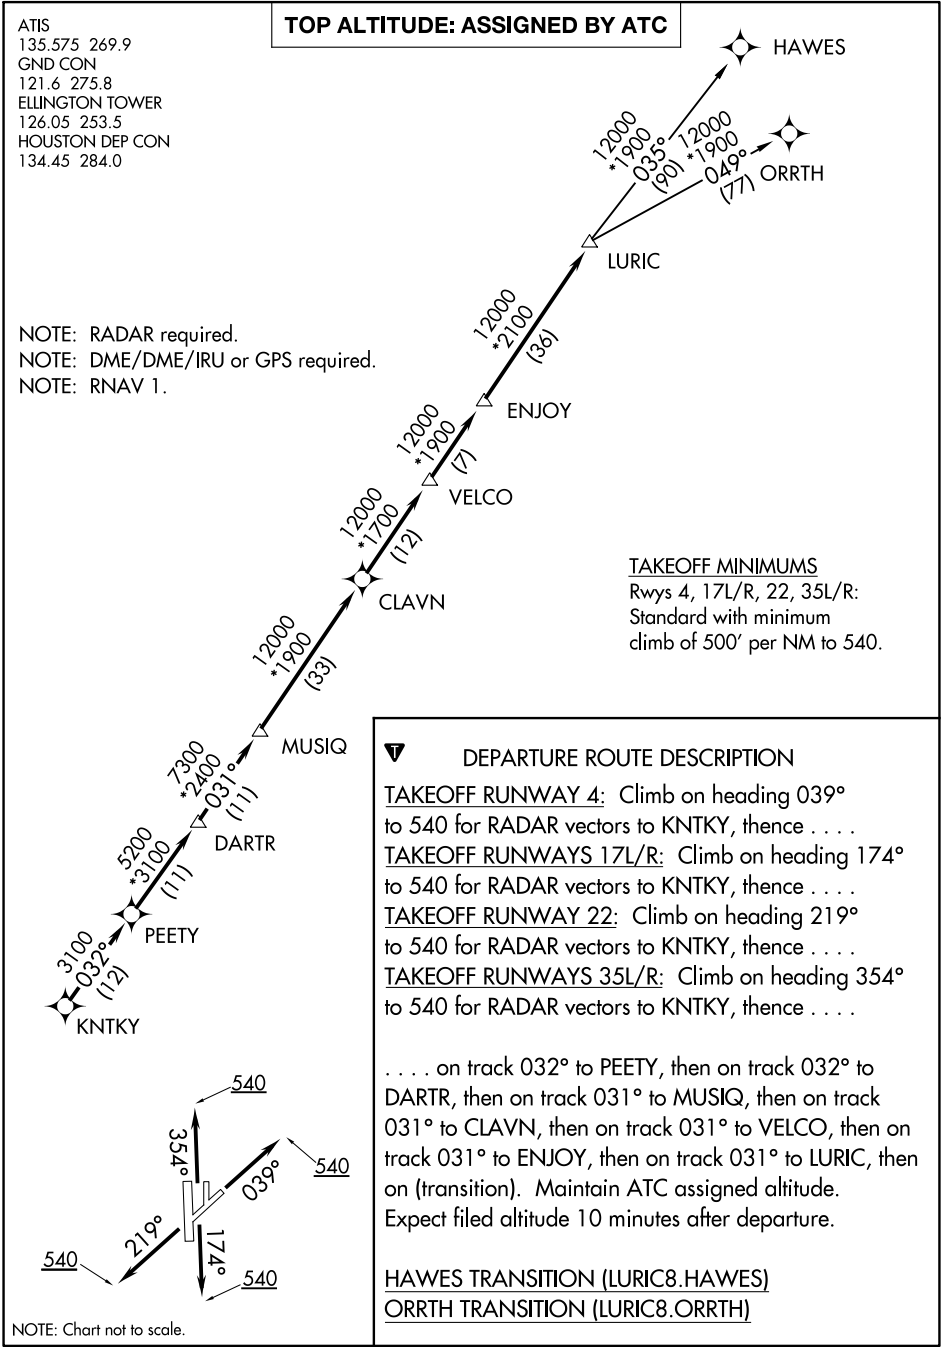 TOP ALTITUDE: ASSIGNED BY ATC
ATIS
135.575 269.9
GND CON
121.6 275.8
ELLINGTON TOWER
126.05 253.5
HOUSTON DEP CON
134.45 284.0
HAWES
12000
*1900
035°
(90)
12000
*1900
049°
(77)
ORRTH
LURIC
NOTE: RADAR required.
NOTE: DME/DME/IRU or GPS required.
NOTE: RNAV 1.
12000
*2100
(36)
ENJOY
12000
*1900
(7)
VELCO
12000
*1700
(12)
CLAVN
TAKEOFF MINIMUMS
Rwys 4, 17L/R, 22, 35L/R:
Standard with minimum
climb of 500' per NM to 540.
12000
*1900
(33)
MUSIQ
7300
*2400
031°
(11)
DARTR
5200
*3100
(11)
PEETY
3100
032°
(12)
KNTKY
T
DEPARTURE ROUTE DESCRIPTION
TAKEOFF RUNWAY 4: Climb on heading 039°
to 540 for RADAR vectors to KNTKY, thence . . . .
TAKEOFF RUNWAYS 17L/R: Climb on heading 174°
to 540 for RADAR vectors to KNTKY, thence . . . .
TAKEOFF RUNWAY 22: Climb on heading 219°
to 540 for RADAR vectors to KNTKY, thence . . . .
TAKEOFF RUNWAYS 35L/R: Climb on heading 354°
to 540 for RADAR vectors to KNTKY, thence . . . .
. . . . on track 032° to PEETY, then on track 032° to
DARTR, then on track 031° to MUSIQ, then on track
031° to CLAVN, then on track 031° to VELCO, then on
track 031° to ENJOY, then on track 031° to LURIC, then
on (transition). Maintain ATC assigned altitude.
Expect filed altitude 10 minutes after departure.
HAWES TRANSITION (LURIC8.HAWES)
ORRTH TRANSITION (LURIC8.ORRTH)
540
354°
039°
540
219°
174°
540
540
NOTE: Chart not to scale.